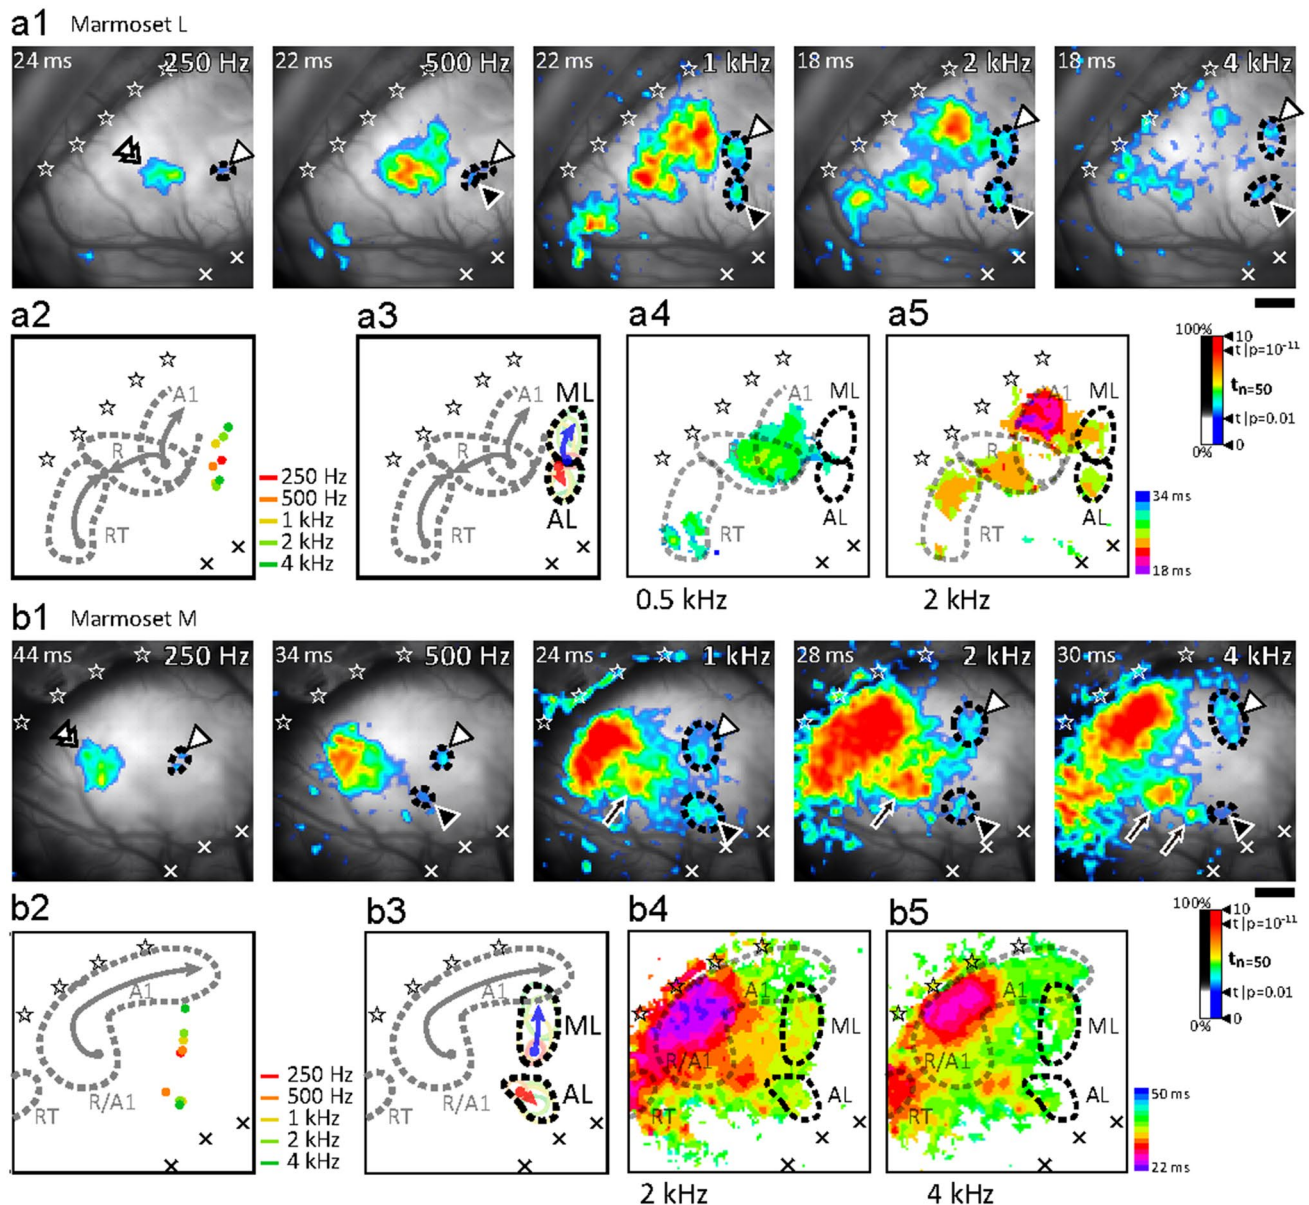 a1 Marmoset L
24 ms 250 Hz 22 ms 500 Hz 22 ms 1 kHz 18 ms 2 kHz 18 ms 4 kHz
a2 a3 a4 a5
A1 R RT
250 Hz
500 Hz
1 kHz
2 kHz
4 kHz
A1 ML R AL RT
A1 ML R AL RT
0.5 kHz
A1 ML R AL RT
2 kHz
100% 10
t|p=10-11
tn=50
t|p=0.01
0% 0
34 ms
18 ms
b1 Marmoset M
44 ms 250 Hz 34 ms 500 Hz 24 ms 1 kHz 28 ms 2 kHz 30 ms 4 kHz
b2 b3 b4 b5
A1 RT R/A1
250 Hz
500 Hz
1 kHz
2 kHz
4 kHz
A1 ML AL RT R/A1
A1 ML R/A1 AL RT
2 kHz
A1 ML R/A1 AL RT
4 kHz
100% 10
t|p=10-11
tn=50
t|p=0.01
0% 0
50 ms
22 ms